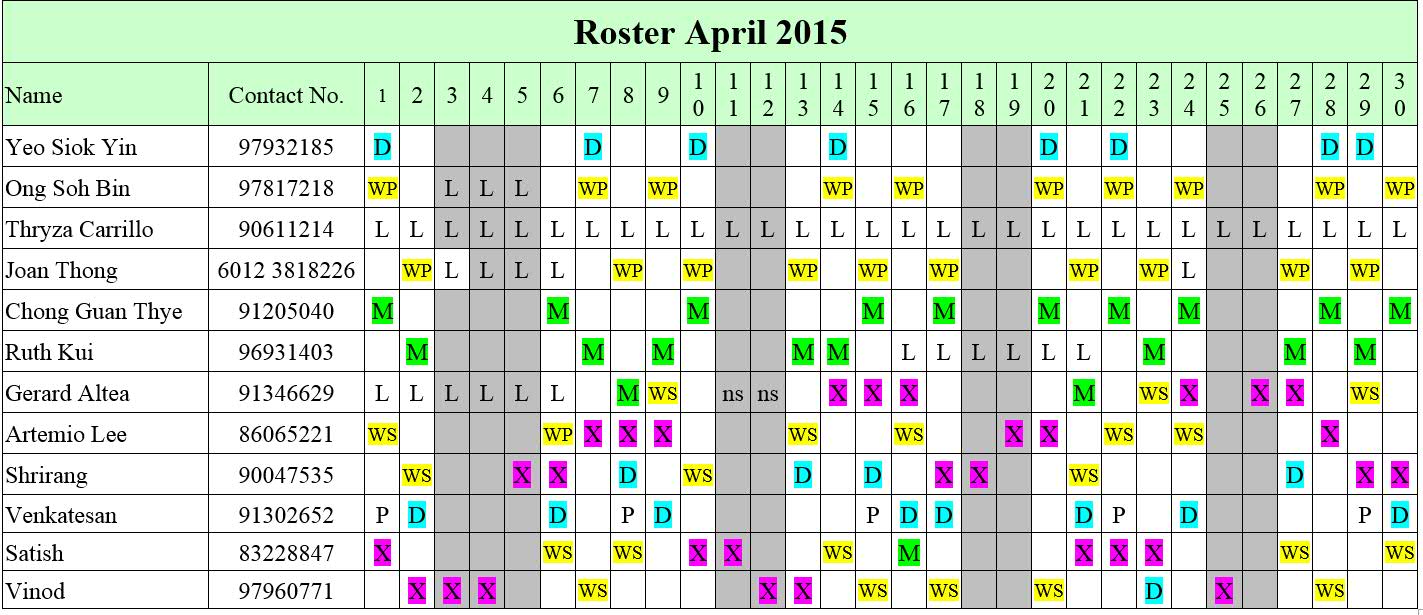 Roster April 2015
Name Contact No. 1 2 3 4 5 6 7 8 9 10 11 12 13 14 15 16 17 18 19 20 21 22 23 24 25 26 27 28 29 30
Yeo Siok Yin 97932185 D D D D D D D D
Ong Soh Bin 97817218 WP L L L WP WP WP WP WP WP WP WP WP
Thryza Carrillo 90611214 L L L L L L L L L L L L L L L L L L L L L L L L L L L L L L
Joan Thong 6012 3818226 WP L L L L WP WP WP WP WP WP WP L WP WP
Chong Guan Thye 91205040 M M M M M M M M M M
Ruth Kui 96931403 M M M M M L L L L L L M M M
Gerard Altea 91346629 L L L L L L M WS ns ns X X X M WS X X X WS
Artemio Lee 86065221 WS WP X X X WS WS X X WS WS X
Shrirang 90047535 WS X X D WS D D X X WS D X X
Venkatesan 91302652 P D D P D P D D D P D P D
Satish 83228847 X WS WS X X WS M X X X WS WS
Vinod 97960771 X X X WS X X WS WS WS D X WS